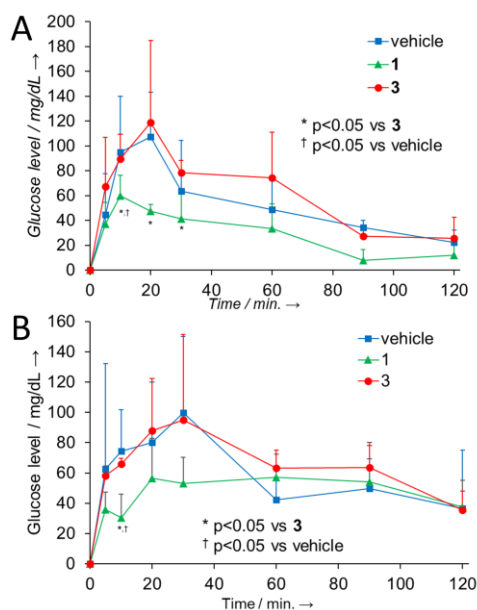 A
200
180
160
140
120
100
80
60
40
20
0
Glucose level / mg/dL →
vehicle
1
3
* p<0.05 vs 3
† p<0.05 vs vehicle
*,†
*
*
0 20 40 60 80 100 120
Time / min. →
B
160
140
120
100
80
60
40
20
0
Glucose level / mg/dL →
vehicle
1
3
* p<0.05 vs 3
† p<0.05 vs vehicle
*,†
0 20 40 60 80 100 120
Time / min. →